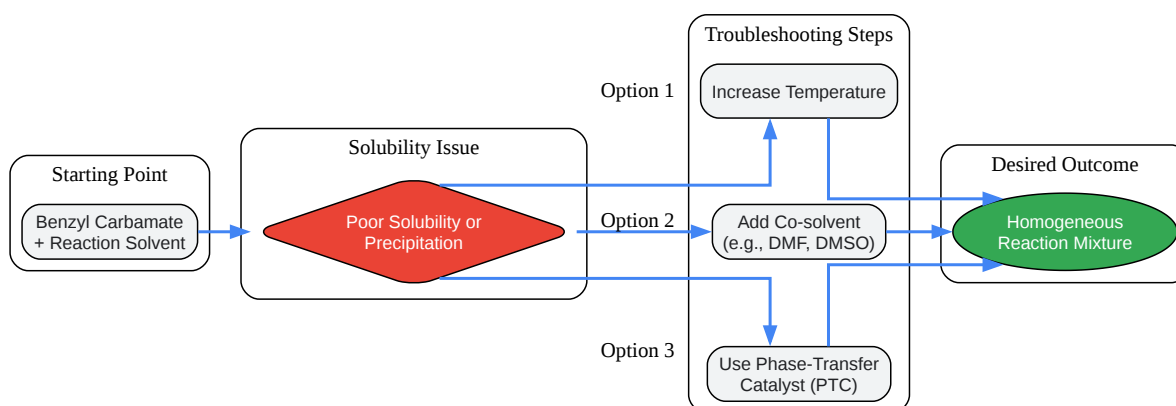 Starting Point
Benzyl Carbamate
+ Reaction Solvent
Solubility Issue
Poor Solubility or
Precipitation
Troubleshooting Steps
Option 1
Increase Temperature
Option 2
Add Co-solvent
(e.g., DMF, DMSO)
Option 3
Use Phase-Transfer
Catalyst (PTC)
Desired Outcome
Homogeneous
Reaction Mixture